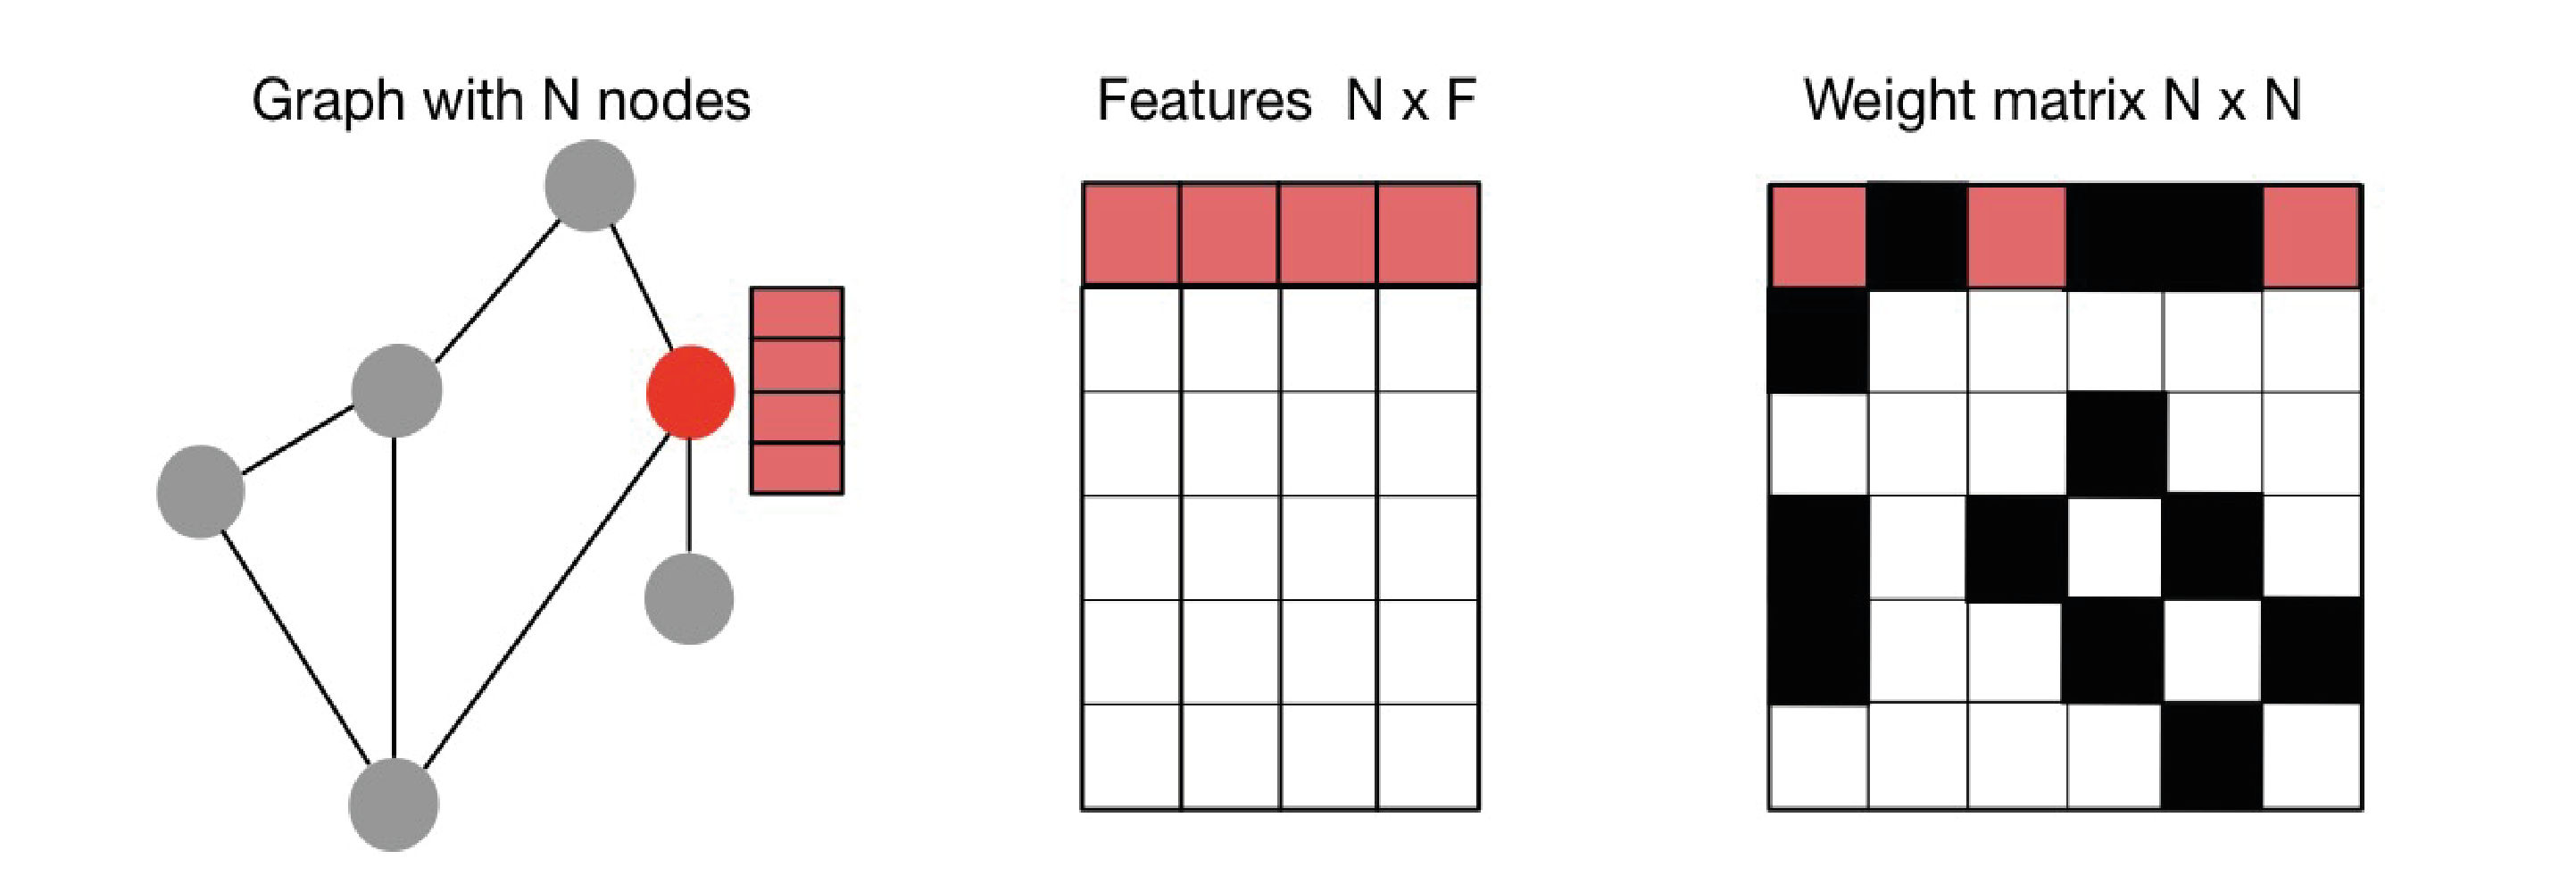 Graph with N nodes
Features N x F
Weight matrix N x N